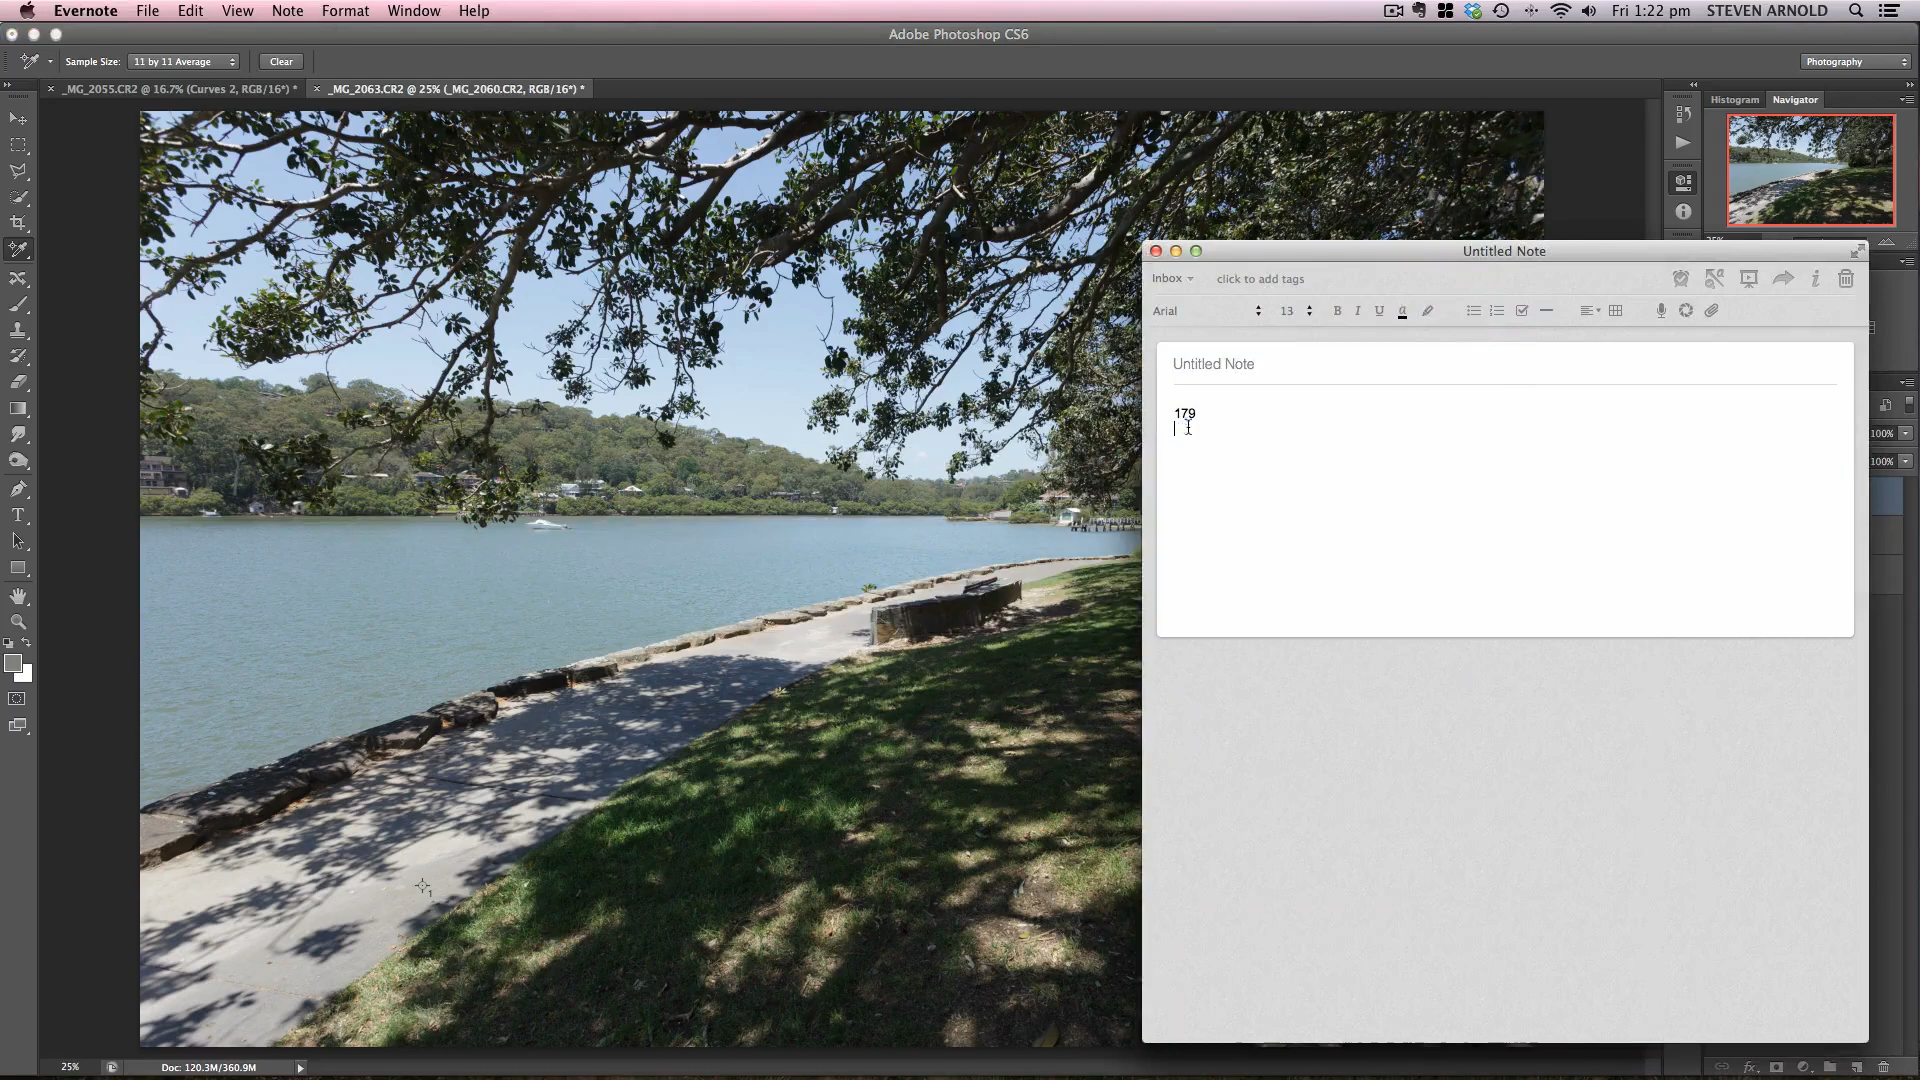 Evernote File Edit View Note Format Window Help Fri 1:22 pm STEVEN ARNOLD
Adobe Photoshop CS6
Sample Size: 11 by 11 Average Clear Photography
_MG_2055.CR2 @ 16.7% (Curves 2, RGB/16*) * _MG_2063.CR2 @ 25% (_MG_2060.CR2, RGB/16*) *
Histogram Navigator
Untitled Note
Inbox click to add tags
Arial 13 B I U a
Untitled Note
179
100%
100%
25% Doc: 120.3M/360.9M